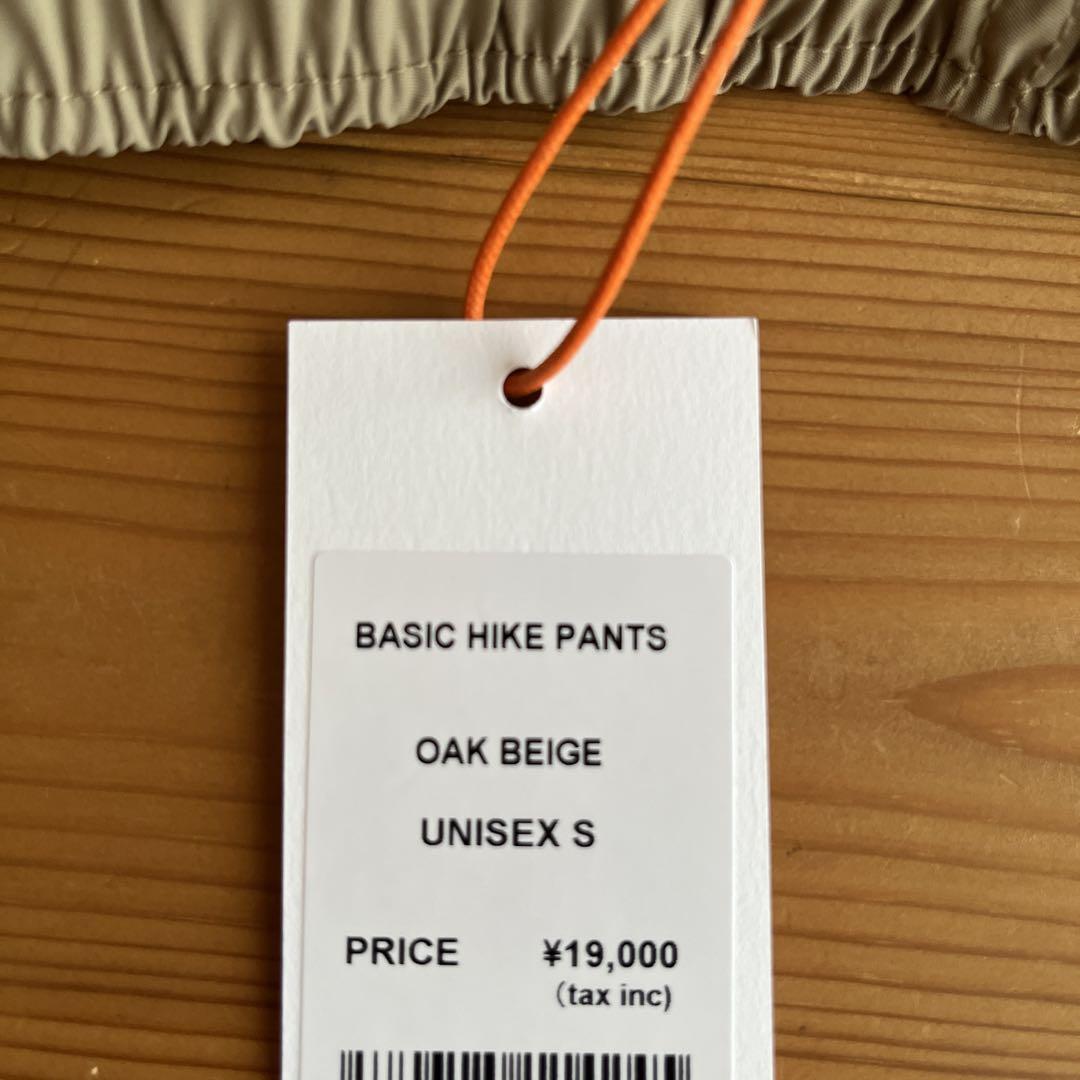 BASIC HIKE PANTS
OAK BEIGE
UNISEX S
PRICE ¥19,000
(tax inc)